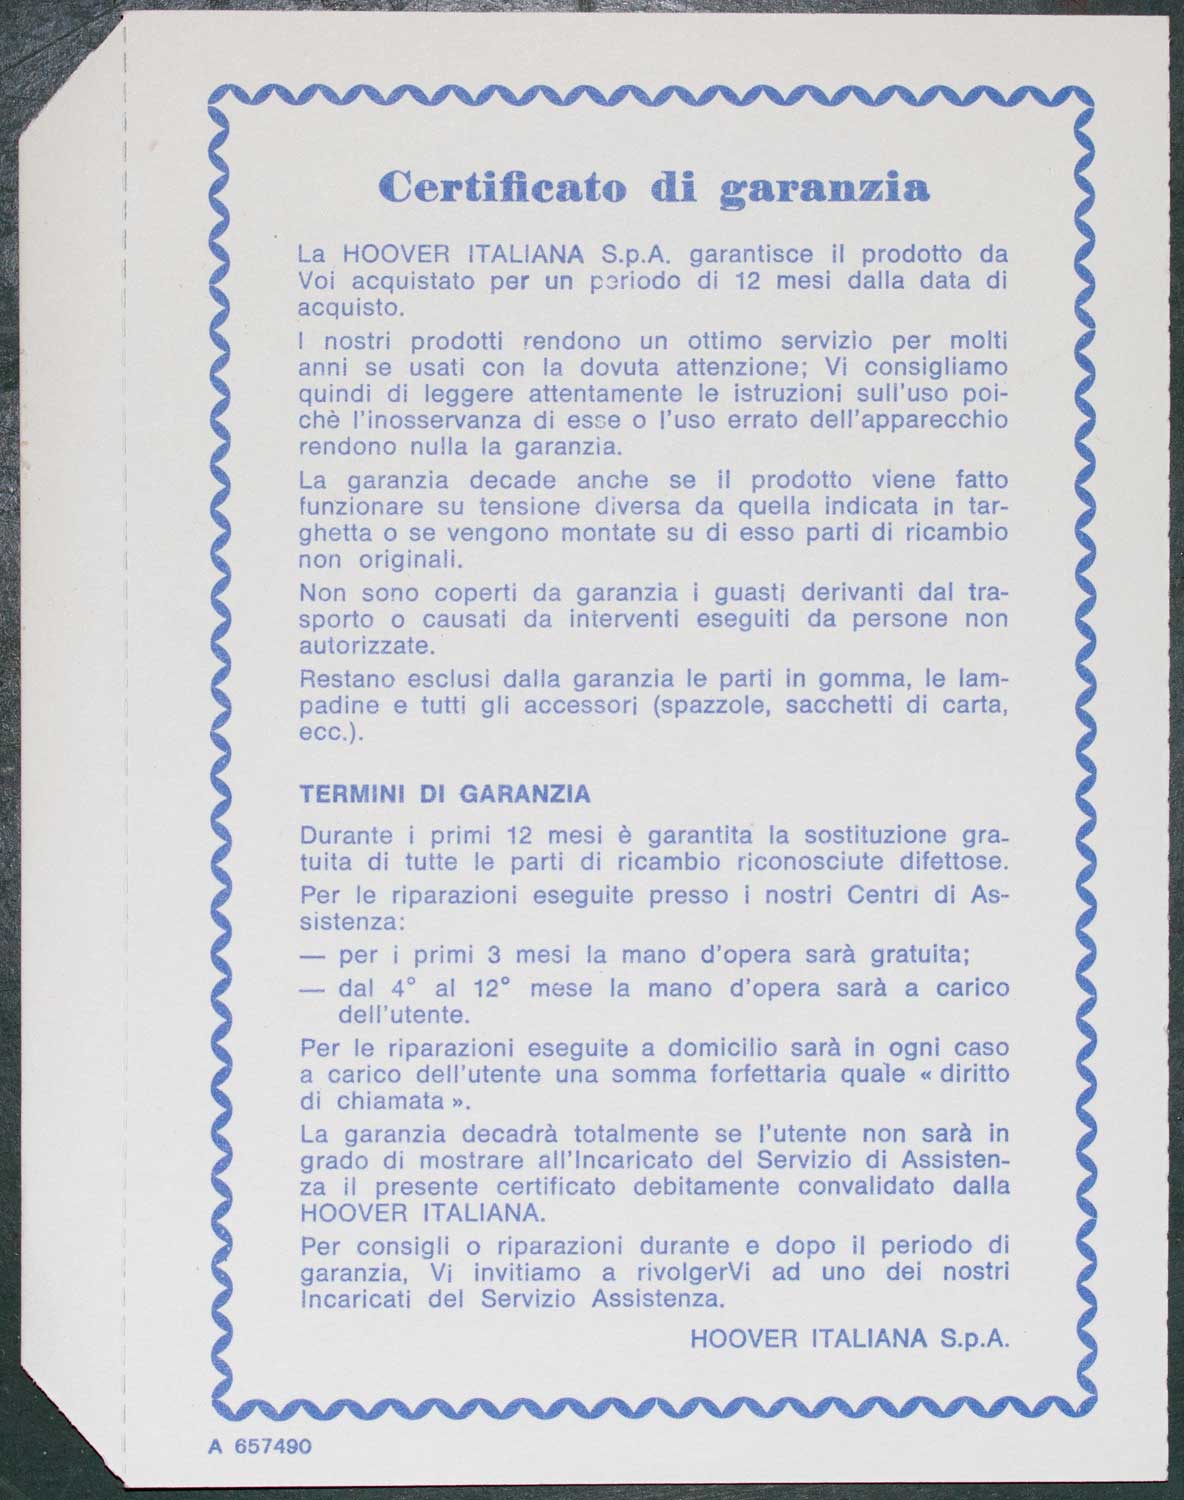 Certificato di garanzia
La HOOVER ITALIANA S.p.A. garantisce il prodotto da
Voi acquistato per un periodo di 12 mesi dalla data di
acquisto.
I nostri prodotti rendono un ottimo servizio per molti
anni se usati con la dovuta attenzione; Vi consigliamo
quindi di leggere attentamente le istruzioni sull'uso poi-
chè l'inosservanza di esse o l'uso errato dell'apparecchio
rendono nulla la garanzia.
La garanzia decade anche se il prodotto viene fatto
funzionare su tensione diversa da quella indicata in tar-
ghetta o se vengono montate su di esso parti di ricambio
non originali.
Non sono coperti da garanzia i guasti derivanti dal tra-
sporto o causati da interventi eseguiti da persone non
autorizzate.
Restano esclusi dalla garanzia le parti in gomma, le lam-
padine e tutti gli accessori (spazzole, sacchetti di carta,
ecc.).
TERMINI DI GARANZIA
Durante i primi 12 mesi è garantita la sostituzione gra-
tuita di tutte le parti di ricambio riconosciute difettose.
Per le riparazioni eseguite presso i nostri Centri di As-
sistenza:
— per i primi 3 mesi la mano d'opera sarà gratuita;
— dal 4° al 12° mese la mano d'opera sarà a carico
dell'utente.
Per le riparazioni eseguite a domicilio sarà in ogni caso
a carico dell'utente una somma forfettaria quale « diritto
di chiamata ».
La garanzia decadrà totalmente se l'utente non sarà in
grado di mostrare all'Incaricato del Servizio di Assisten-
za il presente certificato debitamente convalidato dalla
HOOVER ITALIANA.
Per consigli o riparazioni durante e dopo il periodo di
garanzia, Vi invitiamo a rivolgerVi ad uno dei nostri
Incaricati del Servizio Assistenza.
HOOVER ITALIANA S.p.A.
A 657490